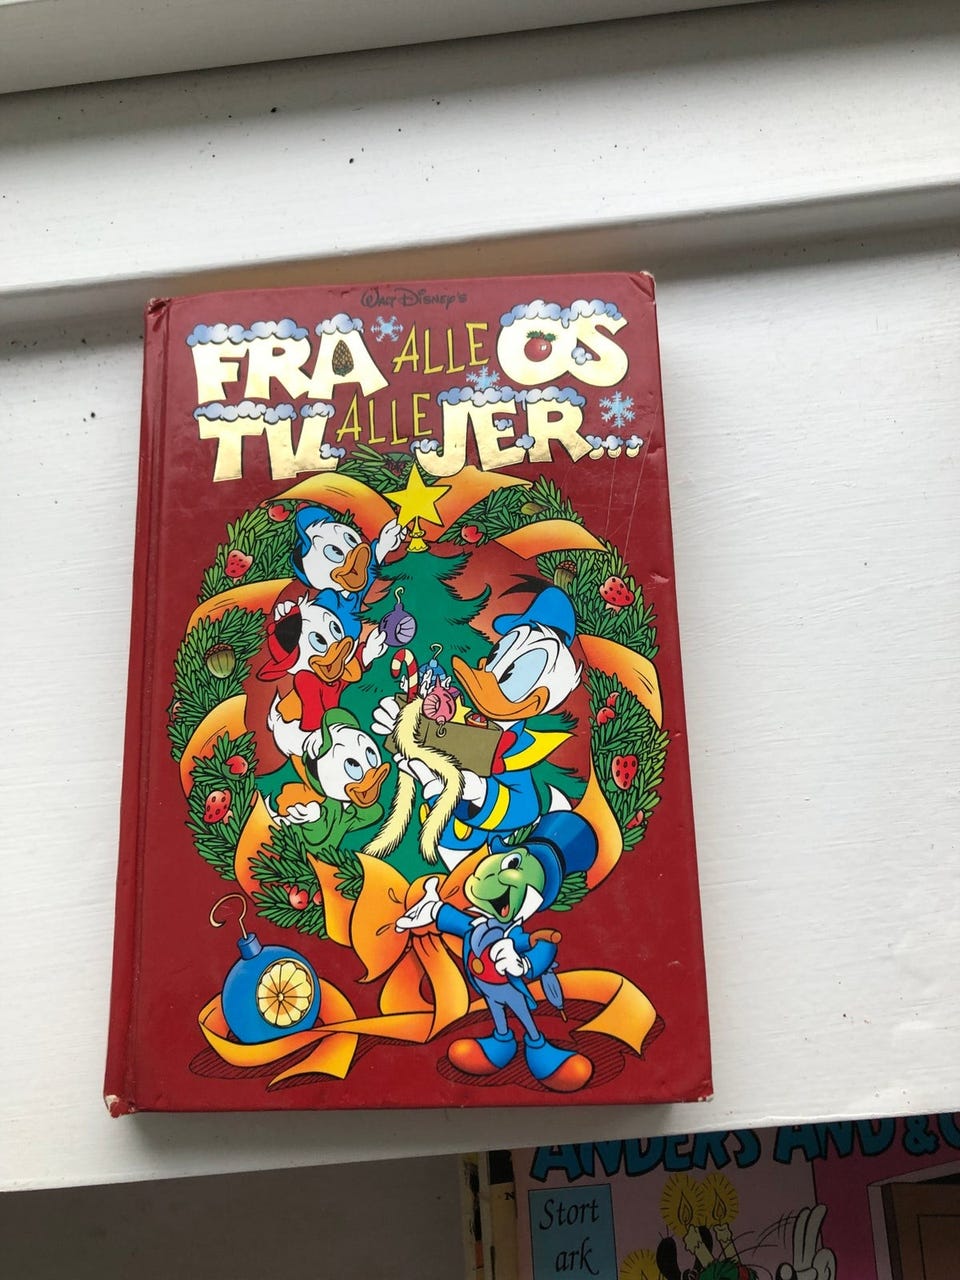 WALT DISNEY'S
FRA ALLE OS
TIL ALLE JER...
ANDERS AND &
Stort
ark